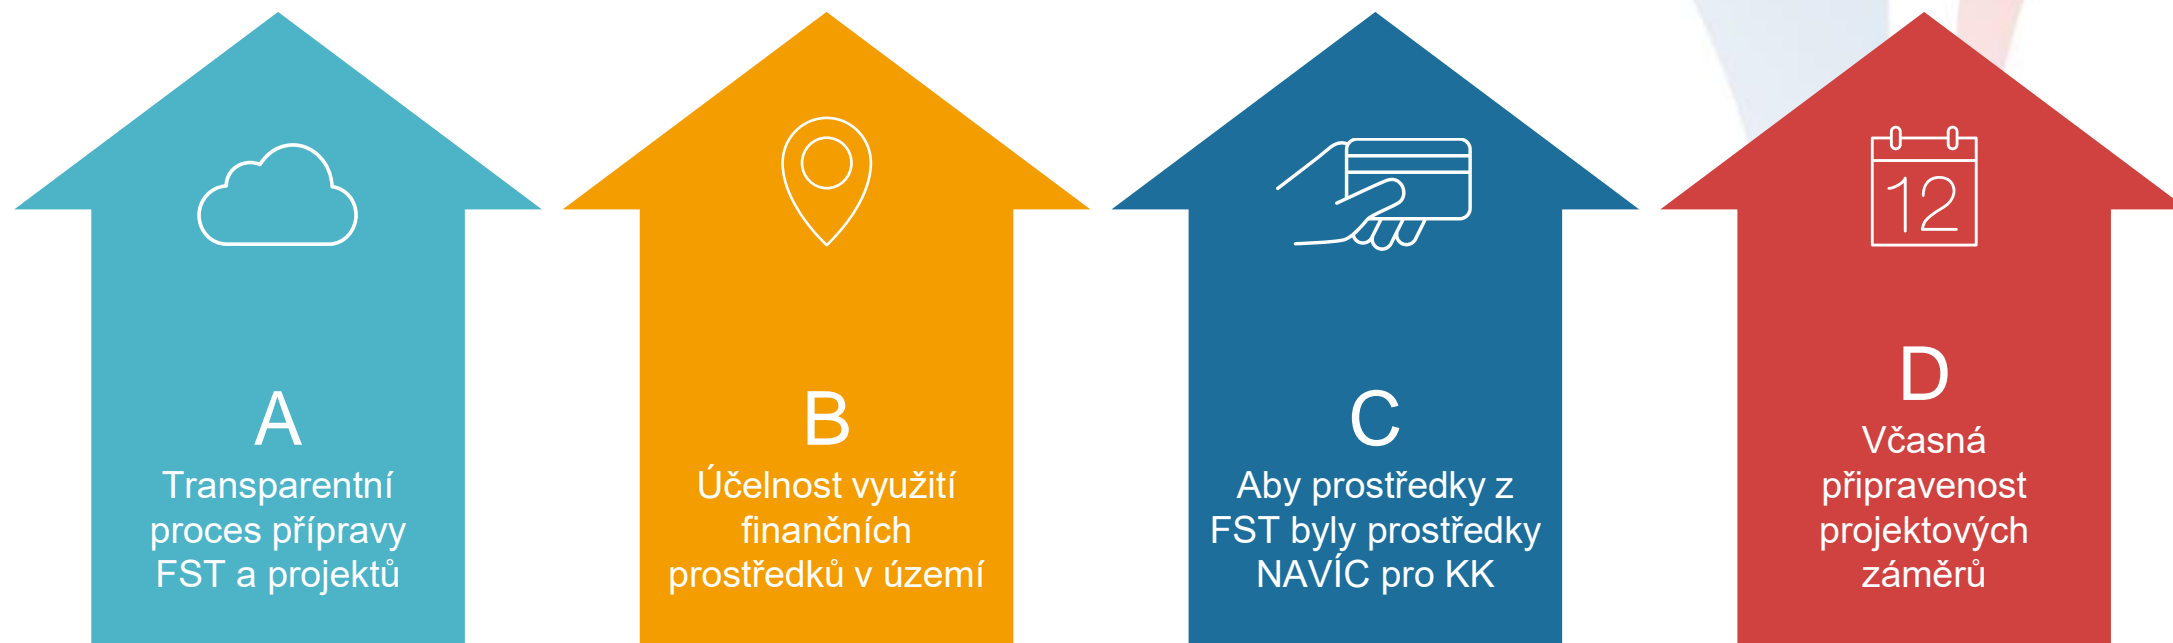 A
Transparentní
proces přípravy
FST a projektů
B
Účelnost využití
finančních
prostředků v území
C
Aby prostředky z
FST byly prostředky
NAVÍC pro KK
12
D
Včasná
připravenost
projektových
záměrů